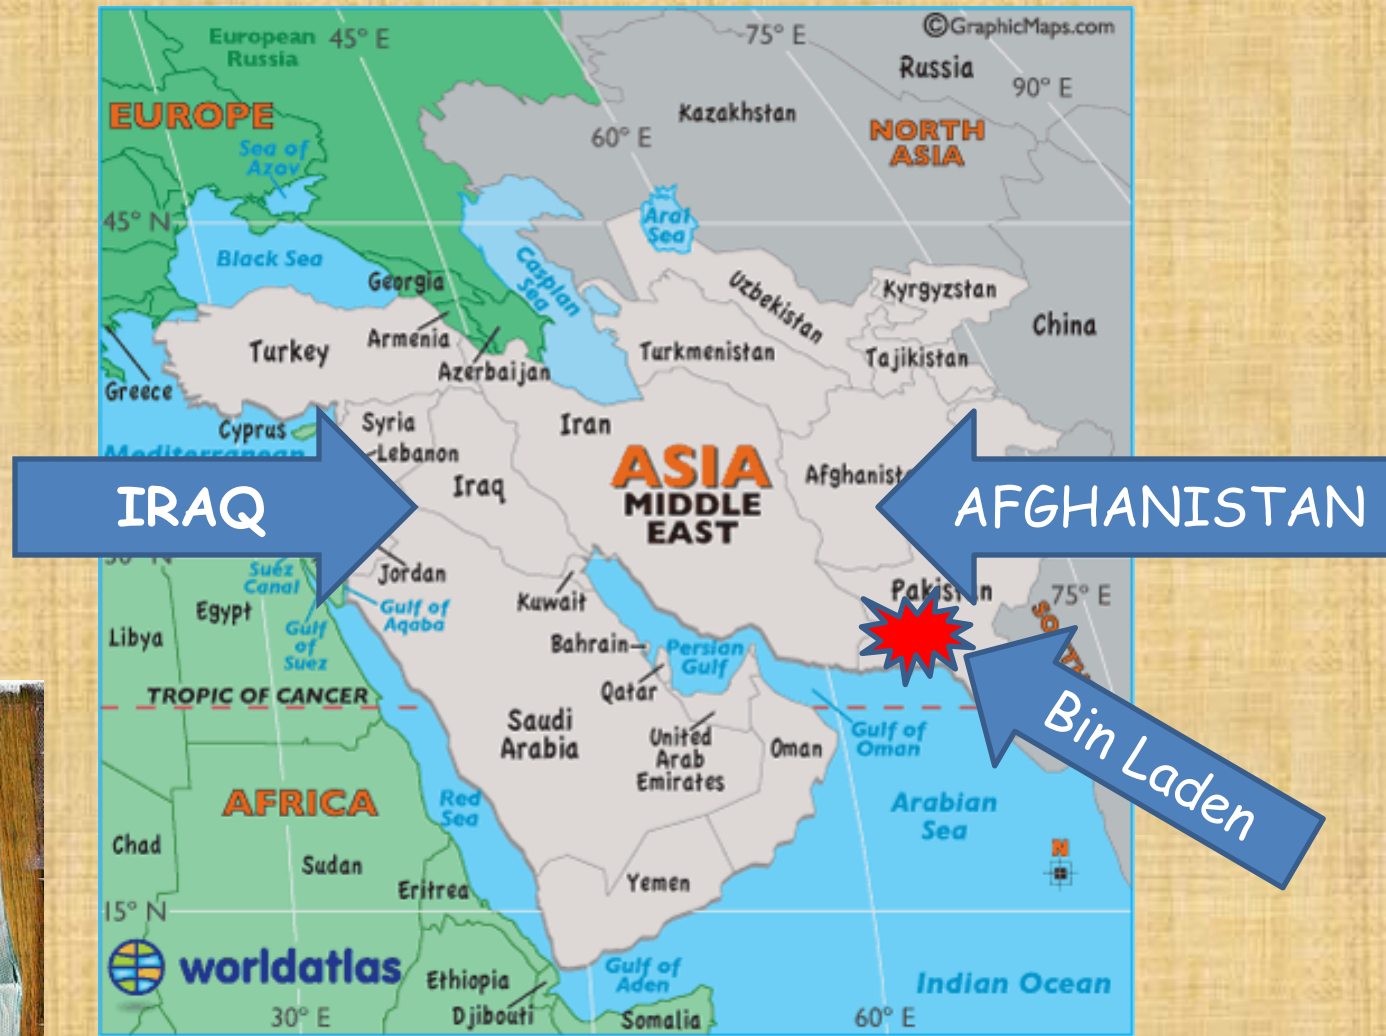 ©GraphicMaps.com
European
Russia
45° E
75° E
Russia
90° E
EUROPE
Kazakhstan
60° E
NORTH
ASIA
Sea of
Azov
45° N
Aral
Sea
Black Sea
Caspian
Sea
Georgia
Uzbekistan
Kyrgyzstan
China
Armenia
Turkey
Turkmenistan
Tajikistan
Azerbaijan
Greece
Cyprus
Syria
Iran
Mediterranean
Lebanon
ASIA
MIDDLE
EAST
Iraq
Afghanist
IRAQ
AFGHANISTAN
Suez
Canal
Jordan
Pakistan
75° E
Egypt
Gulf of
Aqaba
Kuwait
Libya
Gulf
of
Suez
Bahrain
Persian
Gulf
Qatar
TROPIC OF CANCER
Saudi
Arabia
United
Arab
Emirates
Oman
Gulf of
Oman
Bin Laden
AFRICA
Red
Sea
Arabian
Sea
Chad
Sudan
N
Eritrea
Yemen
15° N
worldatlas
Ethiopia
Gulf of
Aden
Indian Ocean
30° E
Djibouti
Somalia
60° E